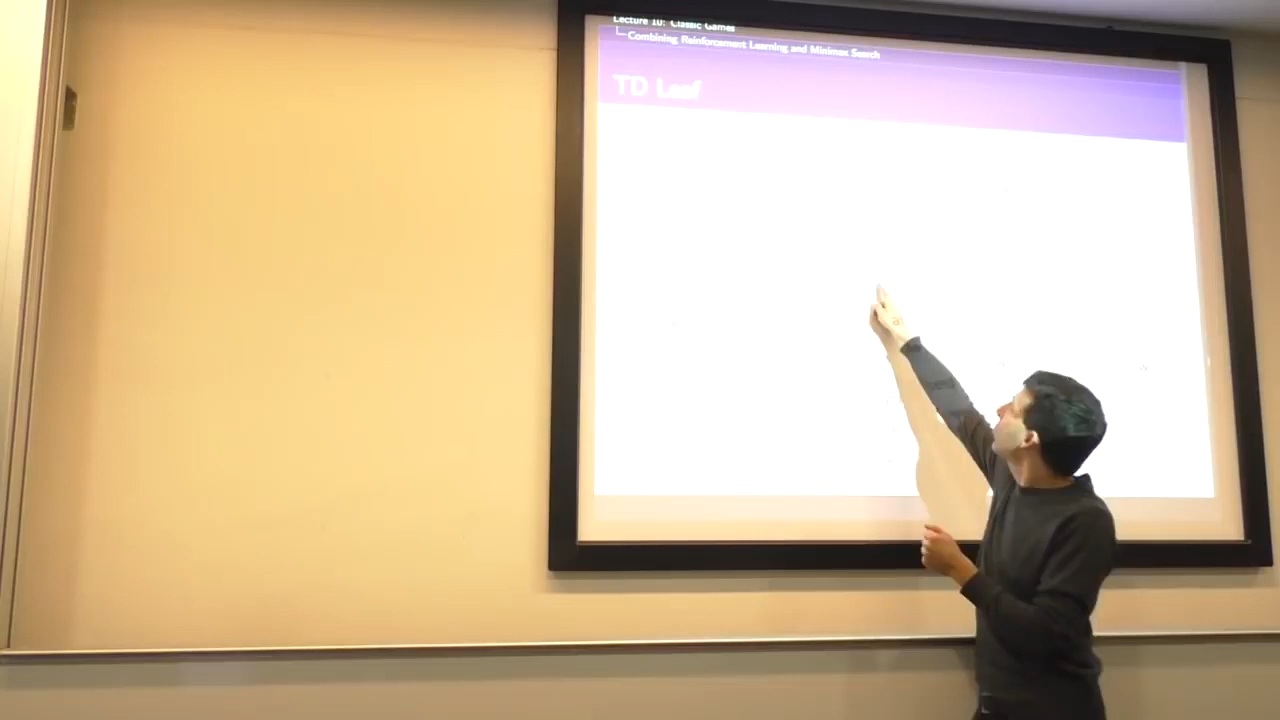 Lecture 10: Classic Games
Combining Reinforcement Learning and Minimax Search
TD Leaf